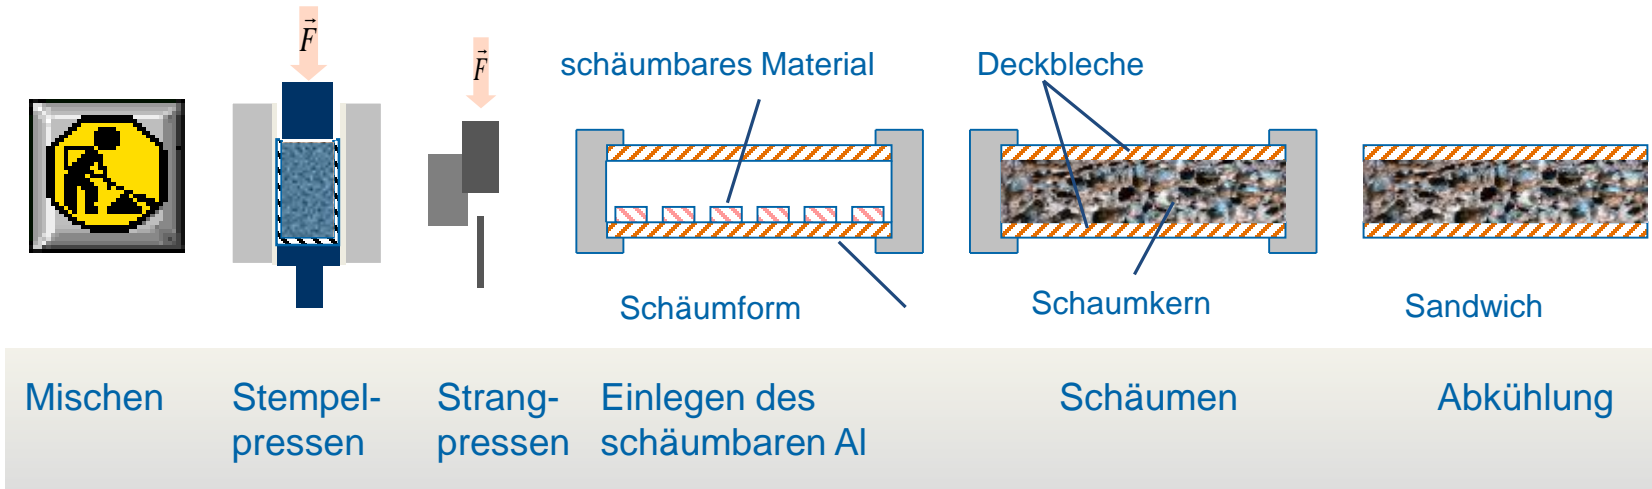 F⃗
F⃗
schäumbares Material
Deckbleche
Schäumform
Schaumkern
Sandwich
Mischen
Stempel-
pressen
Strang-
pressen
Einlegen des
schäumbaren Al
Schäumen
Abkühlung